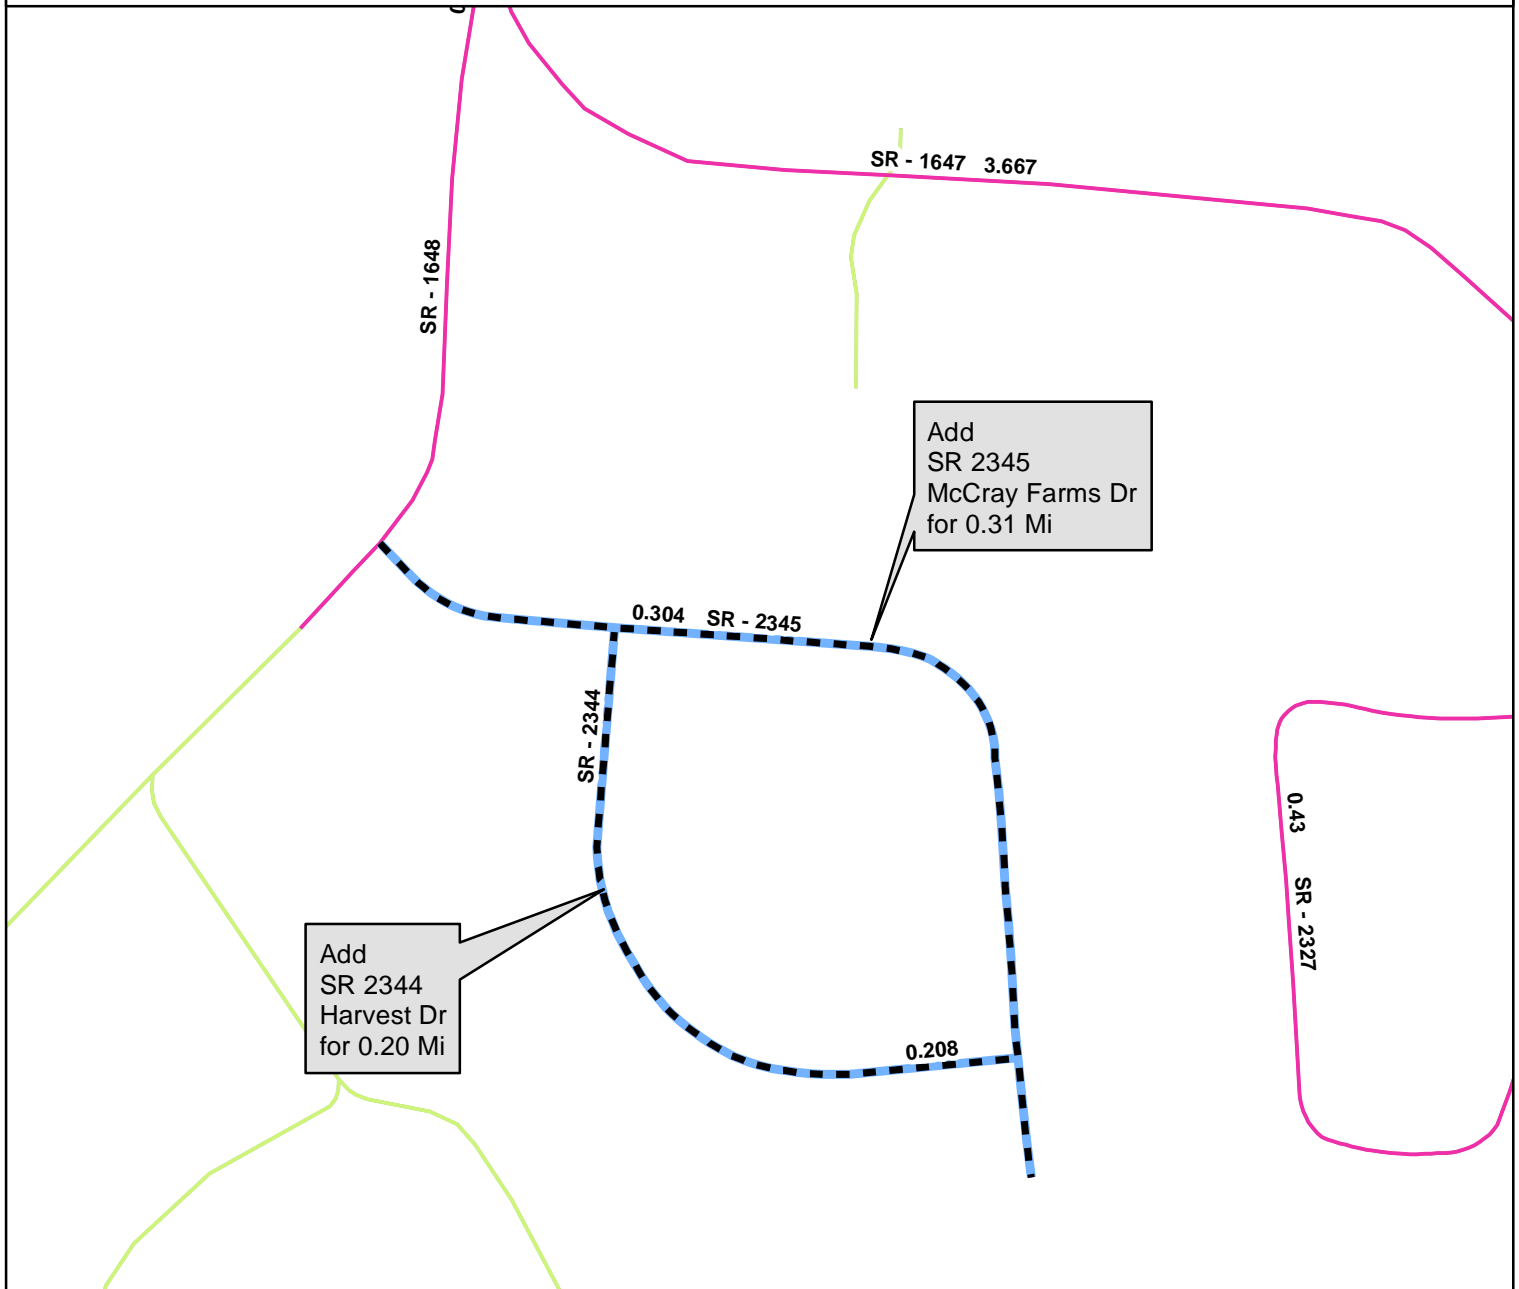 SR - 1647 3.667
SR - 1648
Add
SR 2345
McCray Farms Dr
for 0.31 Mi
0.304 SR - 2345
SR - 2344
0.43 SR - 2327
Add
SR 2344
Harvest Dr
for 0.20 Mi
0.208